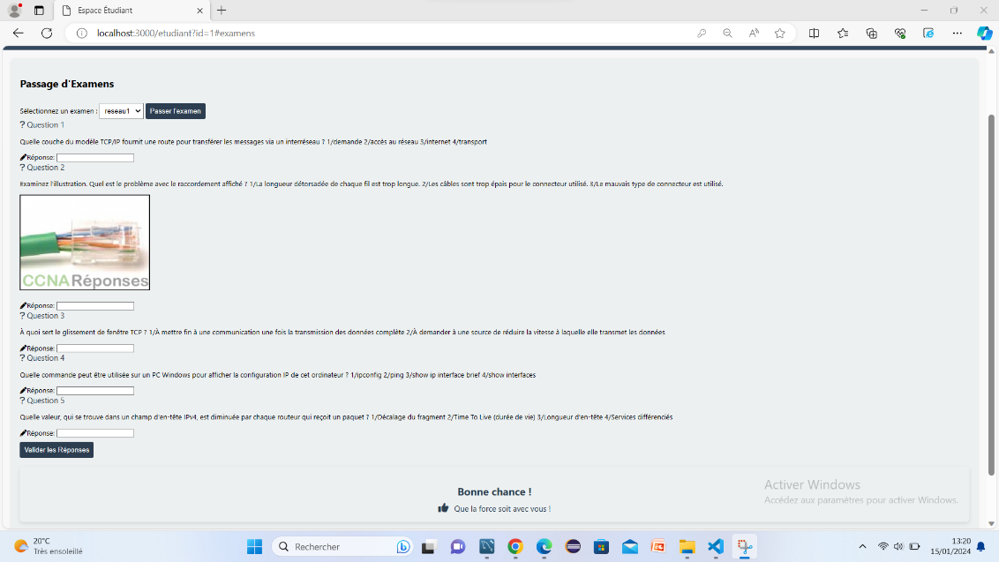 Espace Étudiant
localhost:3000/etudiant?id=1#examens
Passage d'Examens
Sélectionnez un examen : reseau1 Passer l'examen
? Question 1
Quelle couche du modèle TCP/IP fournit une route pour transférer les messages via un interréseau ? 1/demande 2/accès au réseau 3/internet 4/transport
Réponse:
? Question 2
Examinez l'illustration. Quel est le problème avec le raccordement affiché ? 1/La longueur détorsadée de chaque fil est trop longue. 2/Les câbles sont trop épais pour le connecteur utilisé. 3/Le mauvais type de connecteur est utilisé.
CCNARéponses
Réponse:
? Question 3
À quoi sert le glissement de fenêtre TCP ? 1/À mettre fin à une communication une fois la transmission des données complète 2/À demander à une source de réduire la vitesse à laquelle elle transmet les données
Réponse:
? Question 4
Quelle commande peut être utilisée sur un PC Windows pour afficher la configuration IP de cet ordinateur ? 1/ipconfig 2/ping 3/show ip interface brief 4/show interfaces
Réponse:
? Question 5
Quelle valeur, qui se trouve dans un champ d'en-tête IPv4, est diminuée par chaque routeur qui reçoit un paquet ? 1/Décalage du fragment 2/Time To Live (durée de vie) 3/Longueur d'en-tête 4/Services différenciés
Réponse:
Valider les Réponses
Bonne chance !
Que la force soit avec vous !
Activer Windows
Accédez aux paramètres pour activer Windows.
20°C
Très ensoleillé
Rechercher
13:20
15/01/2024